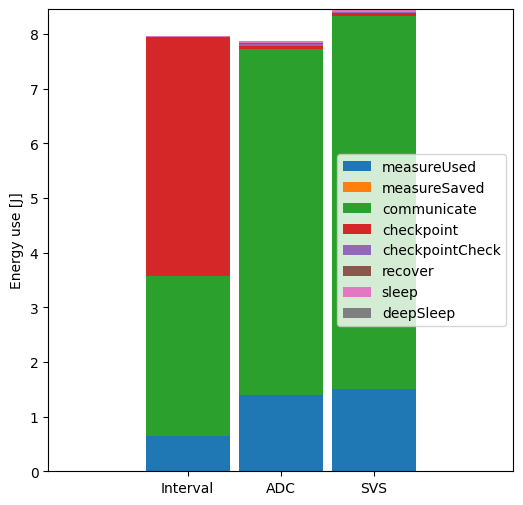 Energy use [J]
8
7
6
5
4
3
2
1
0
Interval ADC SVS
measureUsed
measureSaved
communicate
checkpoint
checkpointCheck
recover
sleep
deepSleep